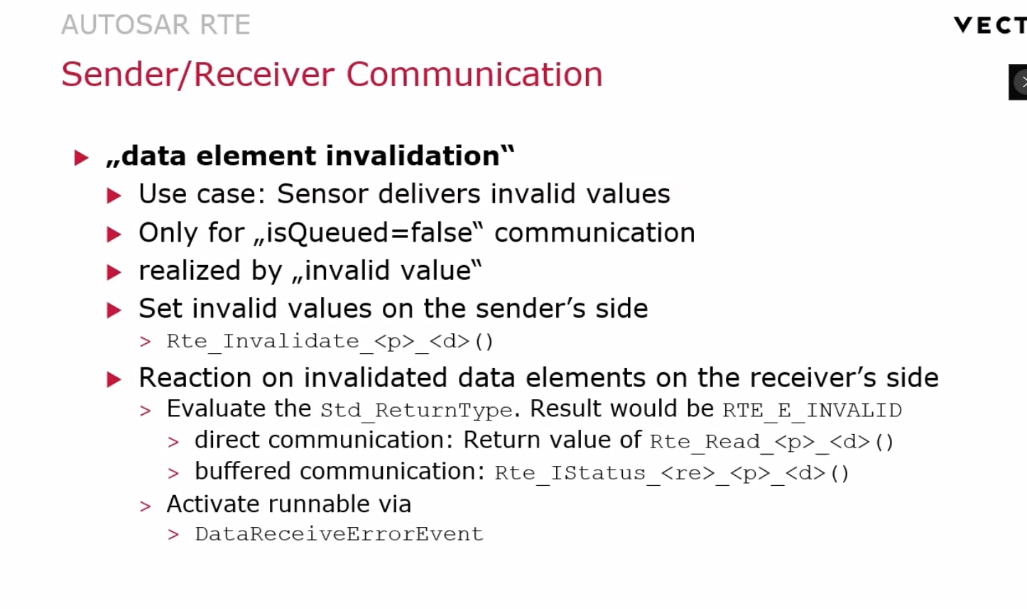 AUTOSAR RTE
VECT
Sender/Receiver Communication
„data element invalidation“
Use case: Sensor delivers invalid values
Only for „isQueued=false“ communication
realized by „invalid value“
Set invalid values on the sender’s side
> Rte_Invalidate_<p>_<d>()
Reaction on invalidated data elements on the receiver’s side
> Evaluate the Std_ReturnType. Result would be RTE_E_INVALID
> direct communication: Return value of Rte_Read_<p>_<d>()
> buffered communication: Rte_IStatus_<re>_<p>_<d>()
> Activate runnable via
> DataReceiveErrorEvent